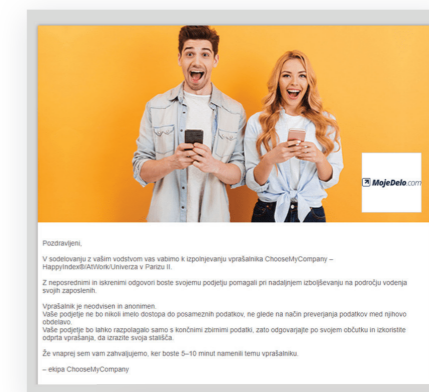 MojeDelo.com
Pozdravljeni,
V sodelovanju z vašim vodstvom vas vabimo k izpolnjevanju vprašalnika ChooseMyCompany –
HappyIndex®/AtWork/Univerza v Parizu II.
Z neposrednimi in iskrenimi odgovori boste svojemu podjetju pomagali pri nadaljnjem izboljševanju na področju vodenja
svojih zaposlenih.
Vprašalnik je neodvisen in anonimen.
Vaše podjetje ne bo nikoli imelo dostopa do posameznih podatkov, ne glede na način preverjanja podatkov med njihovo
obdelavo.
Vaše podjetje bo lahko razpolagalo samo s končnimi zbirnimi podatki, zato odgovarjajte po svojem občutku in izkoristite
odprta vprašanja, da izrazite svoja stališča.
Že vnaprej sem vam zahvaljujemo, ker boste 5–10 minut namenili temu vprašalniku.
– ekipa ChooseMyCompany